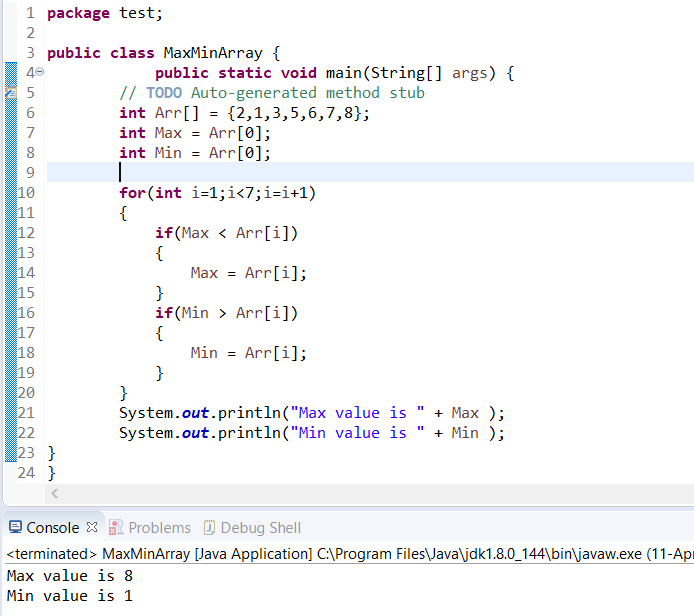 1 package test;
2
3 public class MaxMinArray {
4 public static void main(String[] args) {
5 // TODO Auto-generated method stub
6 int Arr[] = {2,1,3,5,6,7,8};
7 int Max = Arr[0];
8 int Min = Arr[0];
9
10 for(int i=1;i<7;i=i+1)
11 {
12 if(Max < Arr[i])
13 {
14 Max = Arr[i];
15 }
16 if(Min > Arr[i])
17 {
18 Min = Arr[i];
19 }
20 }
21 System.out.println("Max value is " + Max );
22 System.out.println("Min value is " + Min );
23 }
24 }
Console Problems Debug Shell
<terminated> MaxMinArray [Java Application] C:\Program Files\Java\jdk1.8.0_144\bin\javaw.exe (11-Apr
Max value is 8
Min value is 1